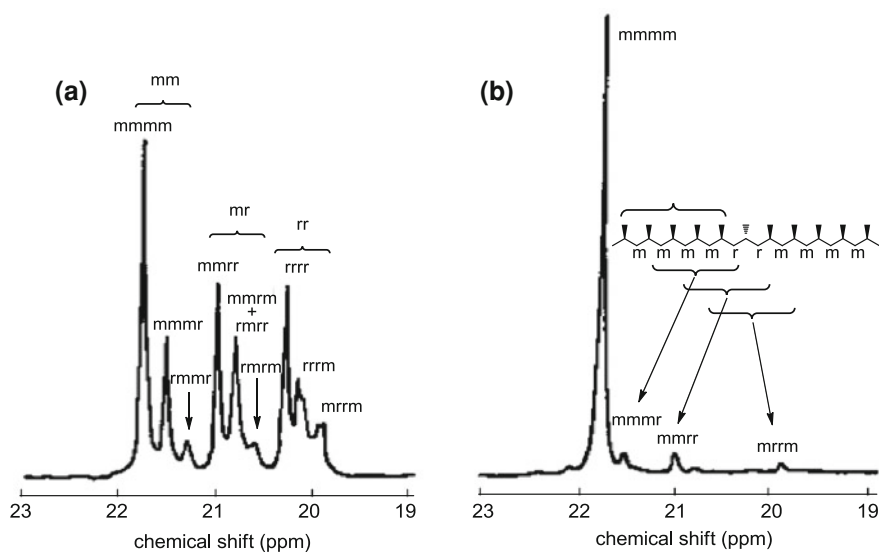 (a)
mm
mmmm
mr
rr
mmrr
rrrr
mmmr
mmrm
+
rmrr
rmmr
rmrm
rrrm
mrrm
23 22 21 20 19
chemical shift (ppm)
(b)
mmmm
m m m m r r m m m m
mmmr
mmrr
mrrm
23 22 21 20 19
chemical shift (ppm)